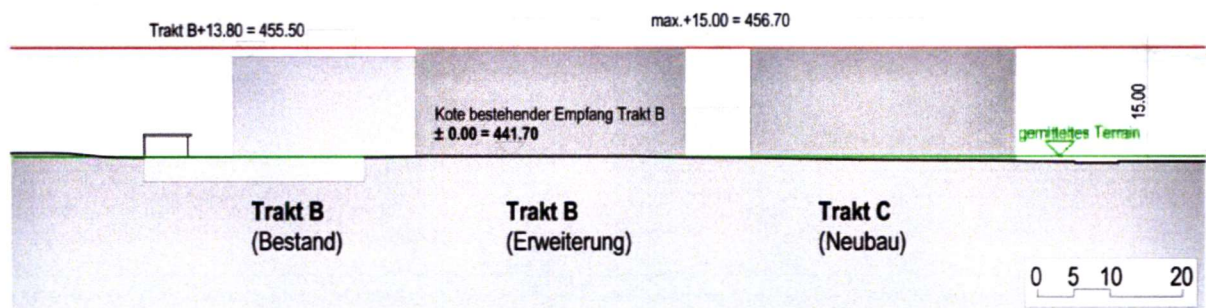 Trakt B+13.80 = 455.50
max.+15.00 = 456.70
15.00
Kote bestehender Empfang Trakt B
± 0.00 = 441.70
gemitteltes Terrain
Trakt B
(Bestand)
Trakt B
(Erweiterung)
Trakt C
(Neubau)
0 5 10 20